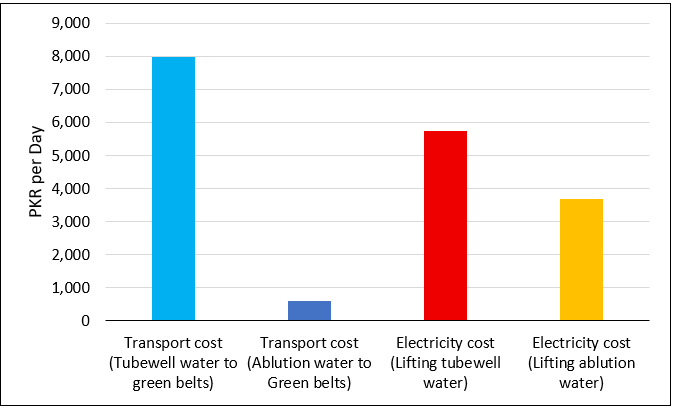 9,000
8,000
7,000
6,000
5,000
4,000
3,000
2,000
1,000
0
PKR per Day
Transport cost
(Tubewell water to
green belts)
Transport cost
(Ablution water to
Green belts)
Electricity cost
(Lifting tubewell
water)
Electricity cost
(Lifting ablution
water)